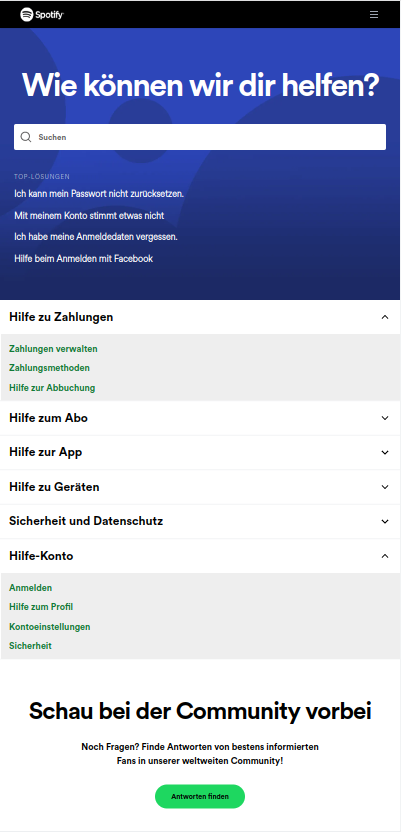 Spotify
Wie können wir dir helfen?
Suchen
TOP-LÖSUNGEN
Ich kann mein Passwort nicht zurücksetzen.
Mit meinem Konto stimmt etwas nicht
Ich habe meine Anmeldedaten vergessen.
Hilfe beim Anmelden mit Facebook
Hilfe zu Zahlungen
Zahlungen verwalten
Zahlungsmethoden
Hilfe zur Abbuchung
Hilfe zum Abo
Hilfe zur App
Hilfe zu Geräten
Sicherheit und Datenschutz
Hilfe-Konto
Anmelden
Hilfe zum Profil
Kontoeinstellungen
Sicherheit
Schau bei der Community vorbei
Noch Fragen? Finde Antworten von bestens informierten
Fans in unserer weltweiten Community!
Antworten finden